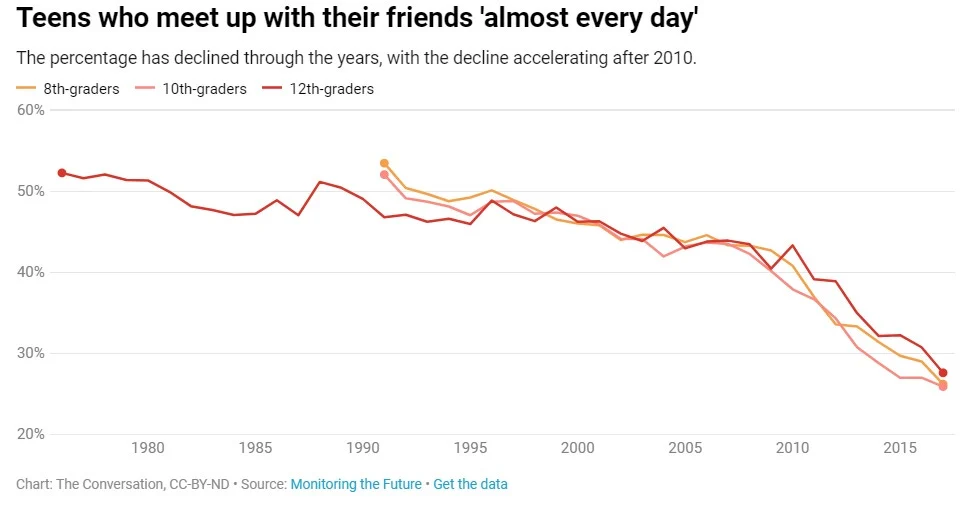 Teens who meet up with their friends 'almost every day'
The percentage has declined through the years, with the decline accelerating after 2010.
8th-graders 10th-graders 12th-graders
60%
50%
40%
30%
20%
1980 1985 1990 1995 2000 2005 2010 2015
Chart: The Conversation, CC-BY-ND • Source: Monitoring the Future • Get the data